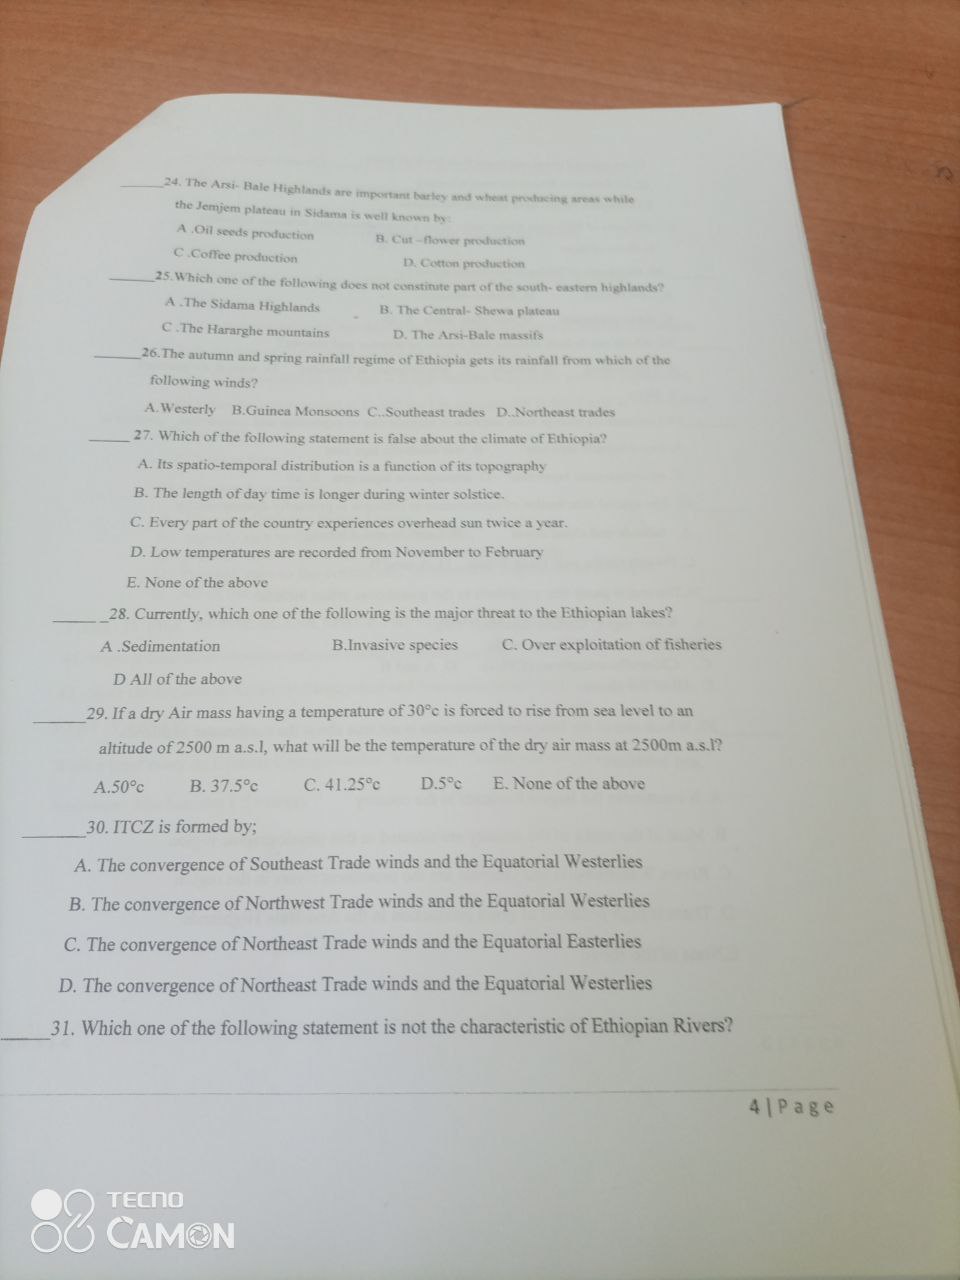 ______24. The Arsi- Bale Highlands are important barley and wheat producing areas while
the Jemjem plateau in Sidama is well known by:
A .Oil seeds production B. Cut –flower production
C .Coffee production D. Cotton production
______25.Which one of the following does not constitute part of the south- eastern highlands?
A .The Sidama Highlands B. The Central- Shewa plateau
C .The Hararghe mountains D. The Arsi-Bale massifs
______26.The autumn and spring rainfall regime of Ethiopia gets its rainfall from which of the
following winds?
A.Westerly B.Guinea Monsoons C..Southeast trades D..Northeast trades
_____ 27. Which of the following statement is false about the climate of Ethiopia?
A. Its spatio-temporal distribution is a function of its topography
B. The length of day time is longer during winter solstice.
C. Every part of the country experiences overhead sun twice a year.
D. Low temperatures are recorded from November to February
E. None of the above
_____ _28. Currently, which one of the following is the major threat to the Ethiopian lakes?
A .Sedimentation B.Invasive species C. Over exploitation of fisheries
D All of the above
______29. If a dry Air mass having a temperature of 30°c is forced to rise from sea level to an
altitude of 2500 m a.s.l, what will be the temperature of the dry air mass at 2500m a.s.l?
A.50°c B. 37.5°c C. 41.25°c D.5°c E. None of the above
_______30. ITCZ is formed by;
A. The convergence of Southeast Trade winds and the Equatorial Westerlies
B. The convergence of Northwest Trade winds and the Equatorial Westerlies
C. The convergence of Northeast Trade winds and the Equatorial Easterlies
D. The convergence of Northeast Trade winds and the Equatorial Westerlies
_____31. Which one of the following statement is not the characteristic of Ethiopian Rivers?
4 | P a g e
TECNO
CAMON